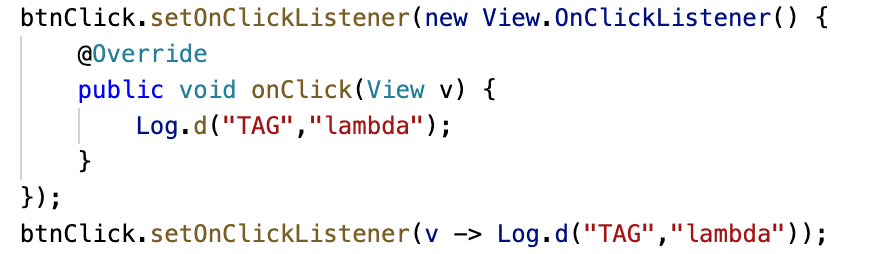 btnClick.setOnClickListener(new View.OnClickListener() {
    @Override
    public void onClick(View v) {
        Log.d("TAG","lambda");
    }
});
btnClick.setOnClickListener(v -> Log.d("TAG","lambda"));